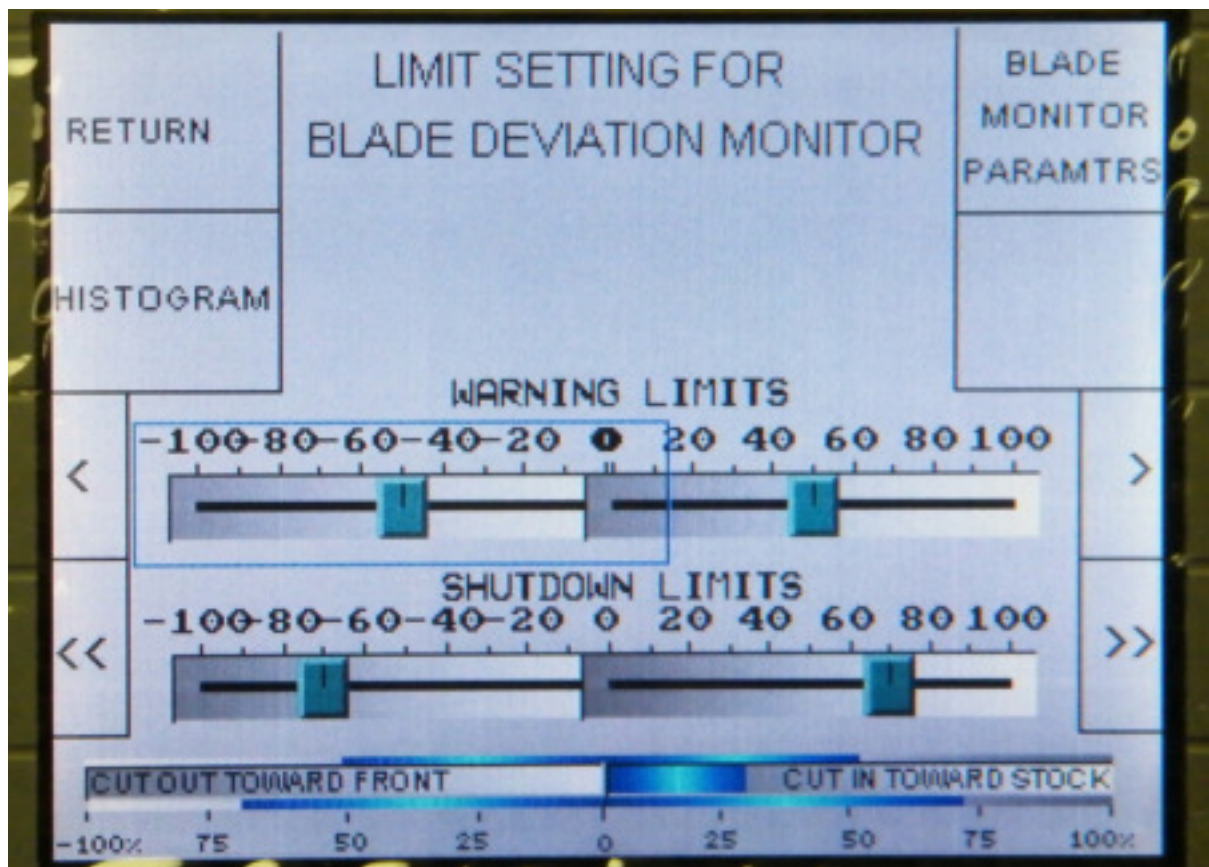 LIMIT SETTING FOR
BLADE DEVIATION MONITOR
RETURN
BLADE
MONITOR
PARAMTRS
HISTOGRAM
WARNING LIMITS
-100-80-60-40-20 0 20 40 60 80 100
<
>
SHUTDOWN LIMITS
-100-80-60-40-20 0 20 40 60 80 100
<<
>>
CUT OUT TOWARD FRONT
CUT IN TOWARD STOCK
-100% 75 50 25 0 25 50 75 100%